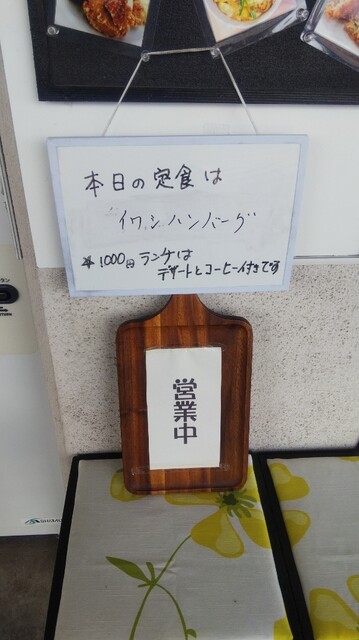 本日の定食は
イワシハンバーグ
¥1000円ランチは
デザートとコーヒー付きです
営業中